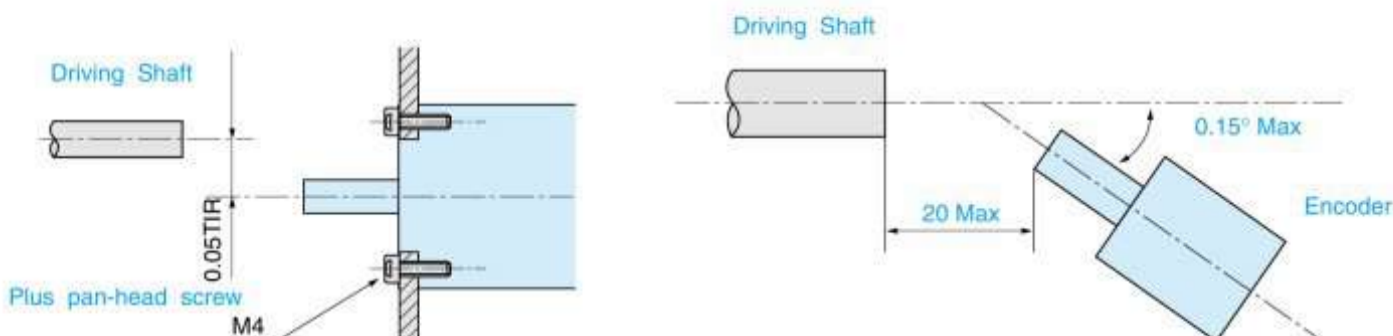 Driving Shaft
0.05TIR
Plus pan-head screw
M4
Driving Shaft
0.15° Max
20 Max
Encoder